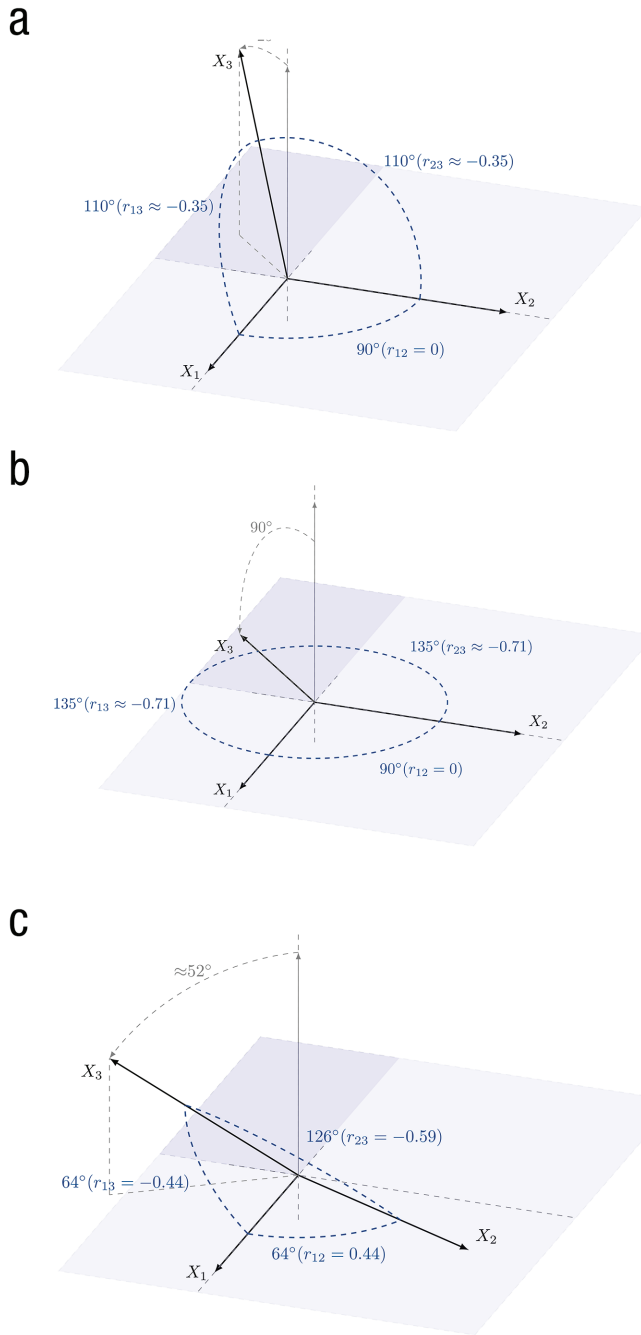 a
X₃
110°(r₂₃ ≈ −0.35)
110°(r₁₃ ≈ −0.35)
X₂
90°(r₁₂ = 0)
X₁
b
90°
X₃
135°(r₂₃ ≈ −0.71)
135°(r₁₃ ≈ −0.71)
X₂
90°(r₁₂ = 0)
X₁
c
≈52°
X₃
126°(r₂₃ = −0.59)
64°(r₁₃ = −0.44)
X₂
64°(r₁₂ = 0.44)
X₁